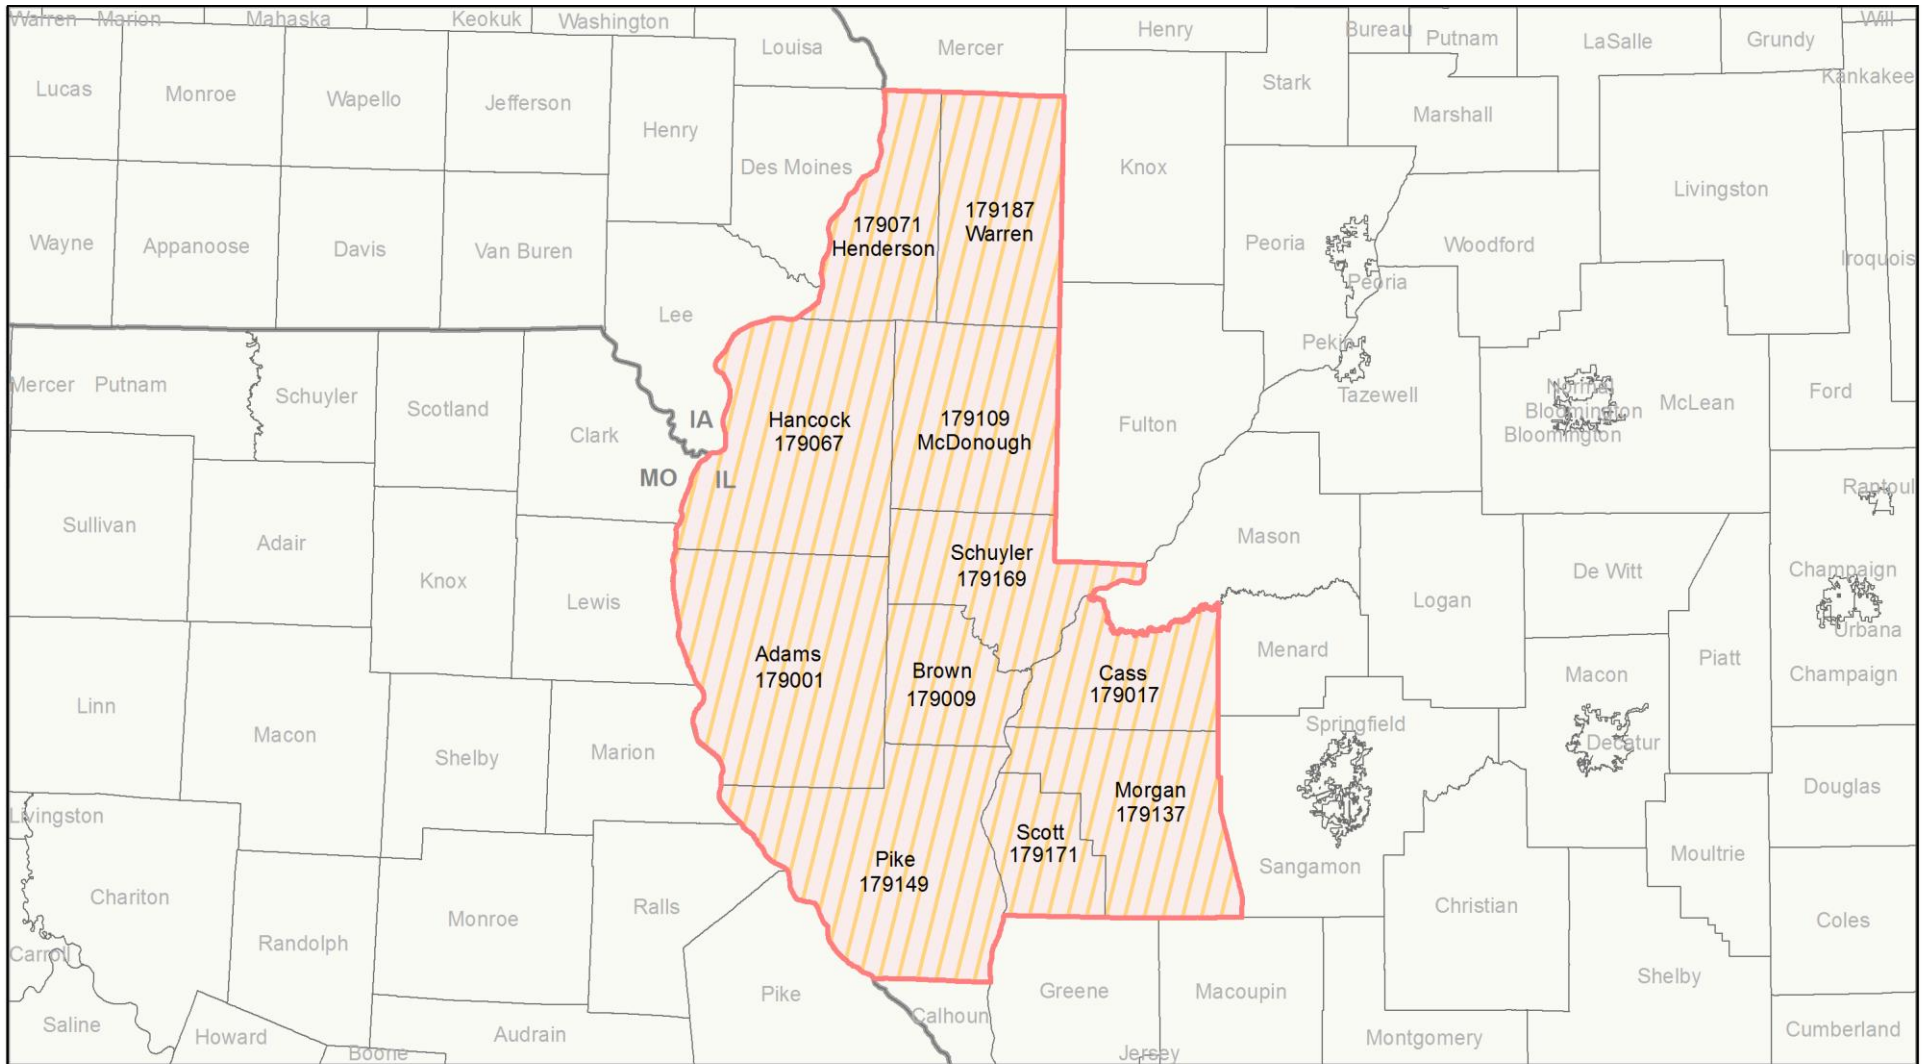 Warren
Marion
Mahaska
Keokuk
Washington
Louisa
Mercer
Henry
Bureau
Putnam
LaSalle
Grundy
Will
Kankakee
Lucas
Monroe
Wapello
Jefferson
Henry
Stark
Marshall
Des Moines
Knox
Livingston
Wayne
Appanoose
Davis
Van Buren
179071
Henderson
179187
Warren
Peoria
Woodford
Iroquois
Peoria
Lee
Pekin
Tazewell
Mercer
Putnam
Schuyler
Scotland
Clark
IA
MO
IL
Hancock
179067
179109
McDonough
Fulton
Normal
Bloomington
Bloomington
McLean
Ford
Rantoul
Sullivan
Adair
Knox
Lewis
Schuyler
179169
Mason
Logan
De Witt
Champaign
Urbana
Adams
179001
Brown
179009
Cass
179017
Menard
Macon
Piatt
Champaign
Linn
Macon
Shelby
Marion
Springfield
Decatur
Douglas
Livingston
Morgan
179137
Scott
179171
Pike
179149
Sangamon
Moultrie
Chariton
Monroe
Ralls
Christian
Coles
Randolph
Carroll
Pike
Greene
Macoupin
Shelby
Saline
Howard
Audrain
Calhoun
Montgomery
Cumberland
Boone
Jersey